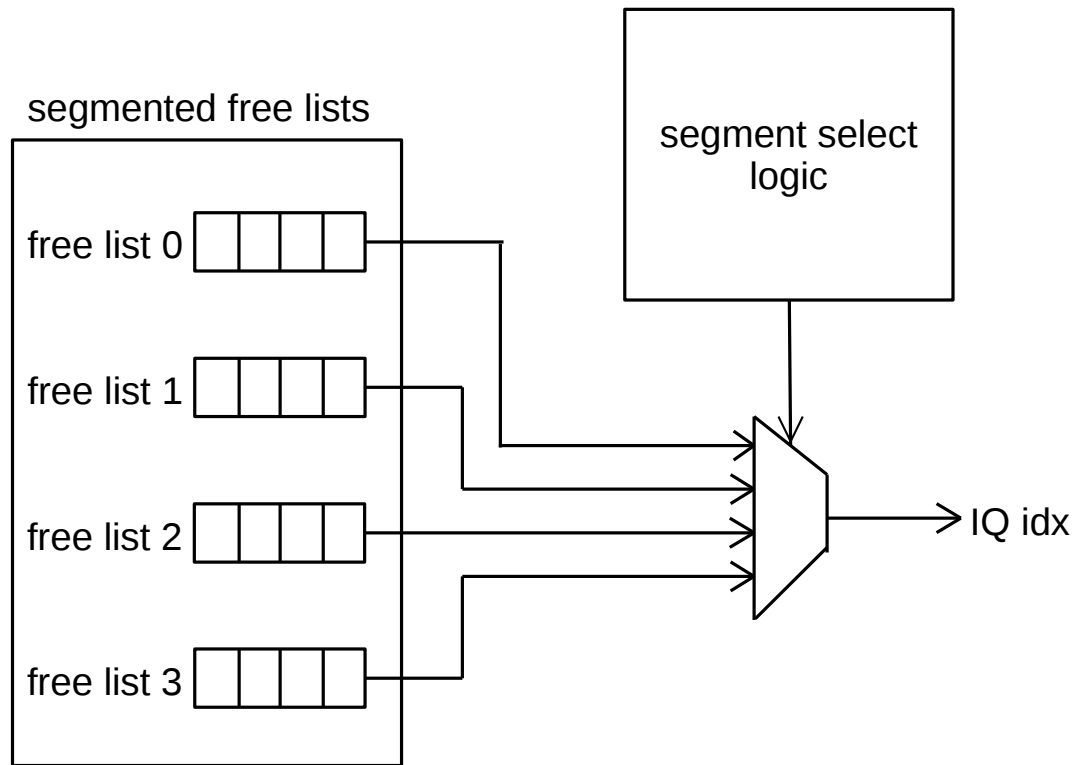 segmented free lists
free list 0
free list 1
free list 2
free list 3
segment select
logic
IQ idx